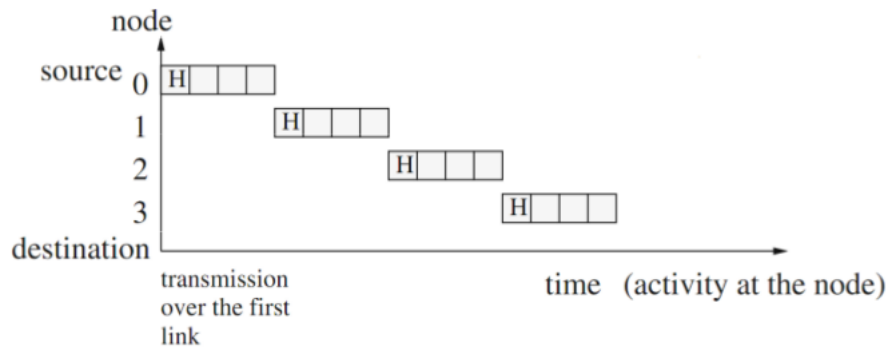 node
source 0 H
1 H
2 H
3 H
destination
transmission
over the first
link
time (activity at the node)